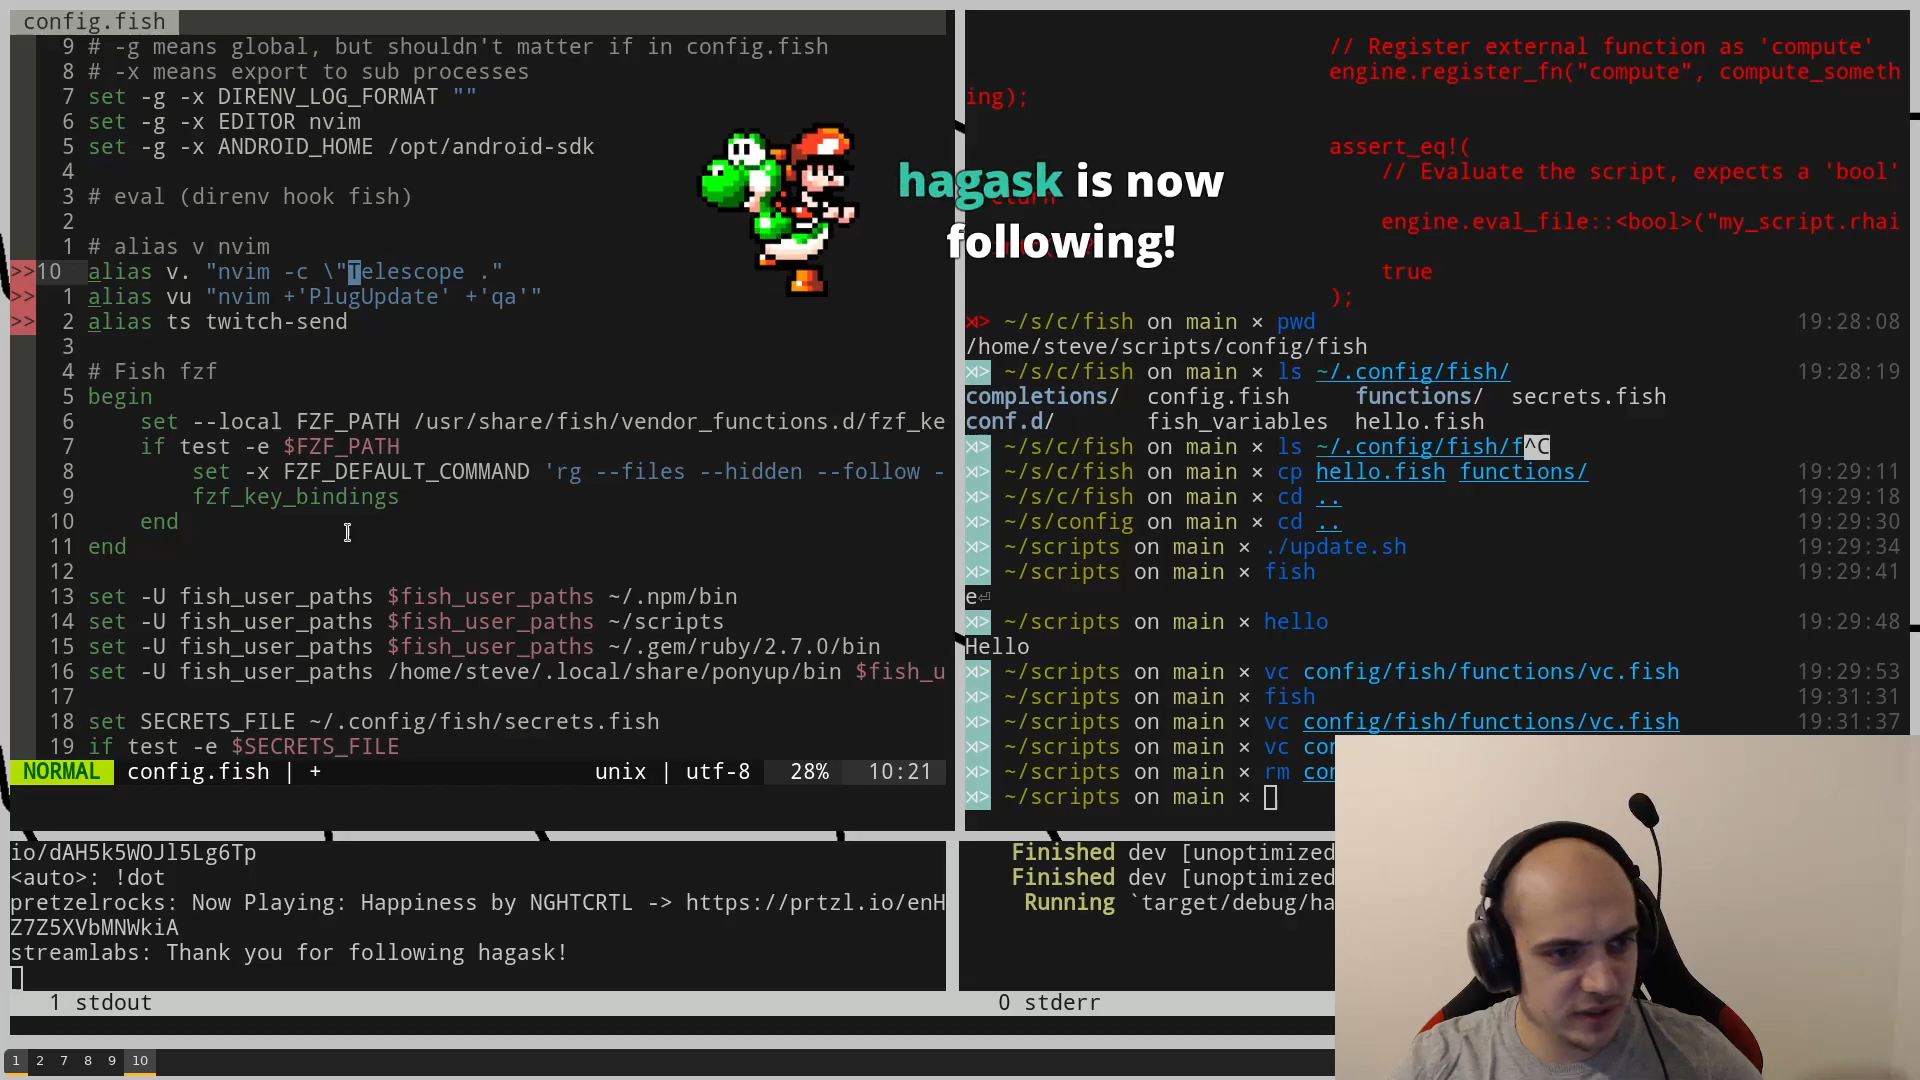 config.fish
9 # -g means global, but shouldn't matter if in config.fish
8 # -x means export to sub processes
7 set -g -x DIRENV_LOG_FORMAT ""
6 set -g -x EDITOR nvim
5 set -g -x ANDROID_HOME /opt/android-sdk
4
3 # eval (direnv hook fish)
2
1 # alias v nvim
>>10 alias v. "nvim -c \"Telescope ."
>> 1 alias vu "nvim +'PlugUpdate' +'qa'"
>> 2 alias ts twitch-send
3
4 # Fish fzf
5 begin
6 set --local FZF_PATH /usr/share/fish/vendor_functions.d/fzf_ke
7 if test -e $FZF_PATH
8 set -x FZF_DEFAULT_COMMAND 'rg --files --hidden --follow -
9 fzf_key_bindings
10 end
11 end
12
13 set -U fish_user_paths $fish_user_paths ~/.npm/bin
14 set -U fish_user_paths $fish_user_paths ~/scripts
15 set -U fish_user_paths $fish_user_paths ~/.gem/ruby/2.7.0/bin
16 set -U fish_user_paths /home/steve/.local/share/ponyup/bin $fish_u
17
18 set SECRETS_FILE ~/.config/fish/secrets.fish
19 if test -e $SECRETS_FILE
NORMAL config.fish | + unix | utf-8 28% 10:21
// Register external function as 'compute'
engine.register_fn("compute", compute_someth
ing);
assert_eq!(
// Evaluate the script, expects a 'bool'
return
engine.eval_file::<bool>("my_script.rhai
true
);
hagask is now
following!
~/s/c/fish on main × pwd 19:28:08
/home/steve/scripts/config/fish
~/s/c/fish on main × ls ~/.config/fish/ 19:28:19
completions/ config.fish functions/ secrets.fish
conf.d/ fish_variables hello.fish
~/s/c/fish on main × ls ~/.config/fish/f^C
~/s/c/fish on main × cp hello.fish functions/ 19:29:11
~/s/c/fish on main × cd .. 19:29:18
~/s/config on main × cd .. 19:29:30
~/scripts on main × ./update.sh 19:29:34
~/scripts on main × fish 19:29:41
e⏎
~/scripts on main × hello 19:29:48
Hello
~/scripts on main × vc config/fish/functions/vc.fish 19:29:53
~/scripts on main × fish 19:31:31
~/scripts on main × vc config/fish/functions/vc.fish 19:31:37
~/scripts on main × vc con
~/scripts on main × rm con
~/scripts on main ×
io/dAH5k5WOJl5Lg6Tp
<auto>: !dot
pretzelrocks: Now Playing: Happiness by NGHTCRTL -> https://prtzl.io/enH
Z7Z5XVbMNWkiA
streamlabs: Thank you for following hagask!
1 stdout
Finished dev [unoptimized
Finished dev [unoptimized
Running `target/debug/ha
0 stderr
1 2 7 8 9 10